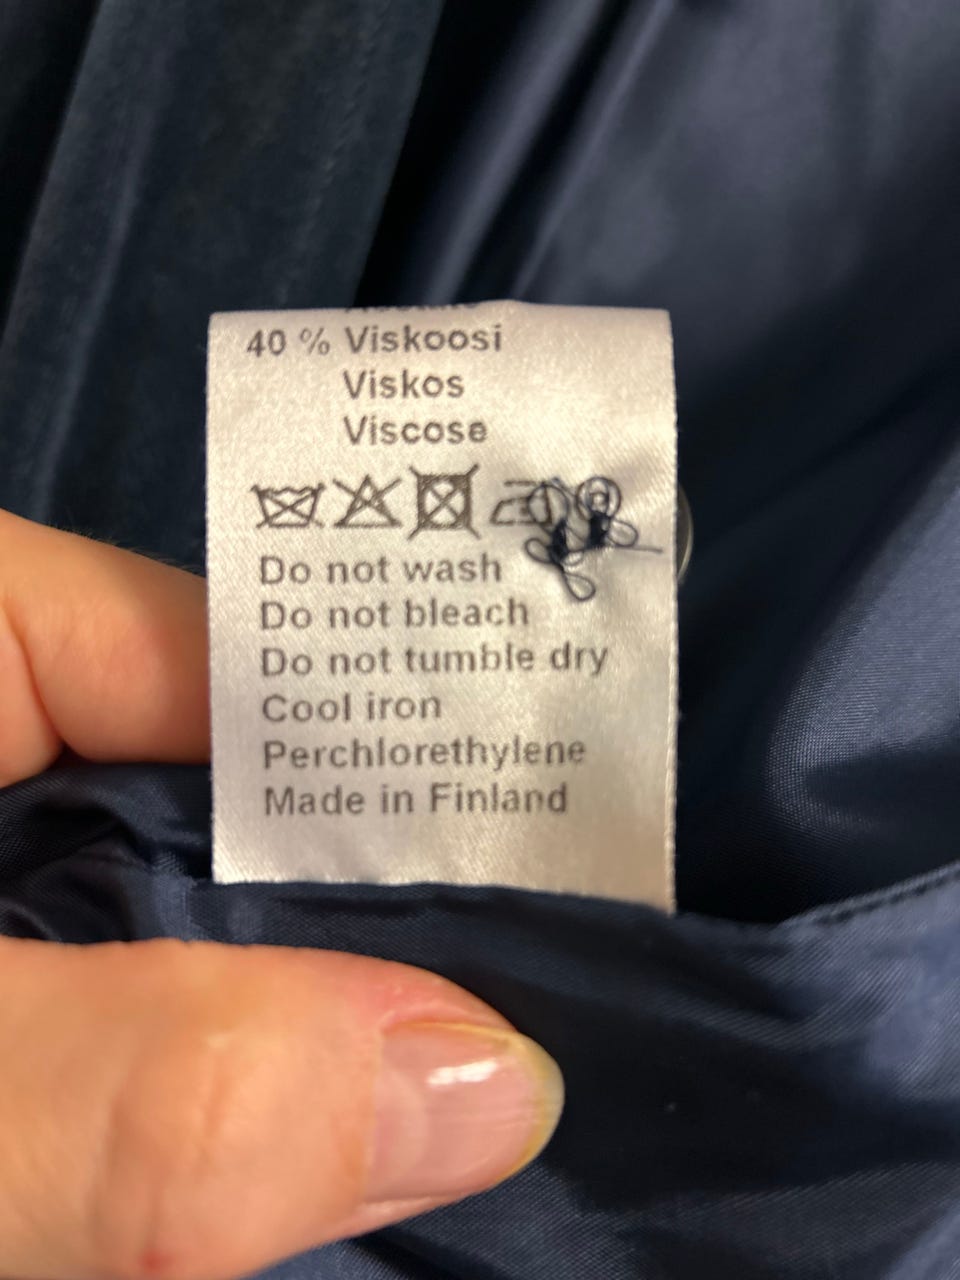 40 % Viskoosi
Viskos
Viscose
Do not wash
Do not bleach
Do not tumble dry
Cool iron
Perchlorethylene
Made in Finland